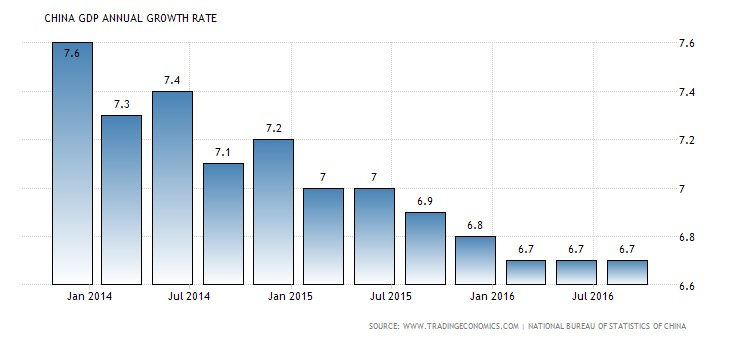 CHINA GDP ANNUAL GROWTH RATE
7.6
7.3
7.4
7.1
7.2
7
7
6.9
6.8
6.7
6.7
6.7
7.6
7.4
7.2
7
6.8
6.6
Jan 2014
Jul 2014
Jan 2015
Jul 2015
Jan 2016
Jul 2016
SOURCE: WWW.TRADINGECONOMICS.COM | NATIONAL BUREAU OF STATISTICS OF CHINA